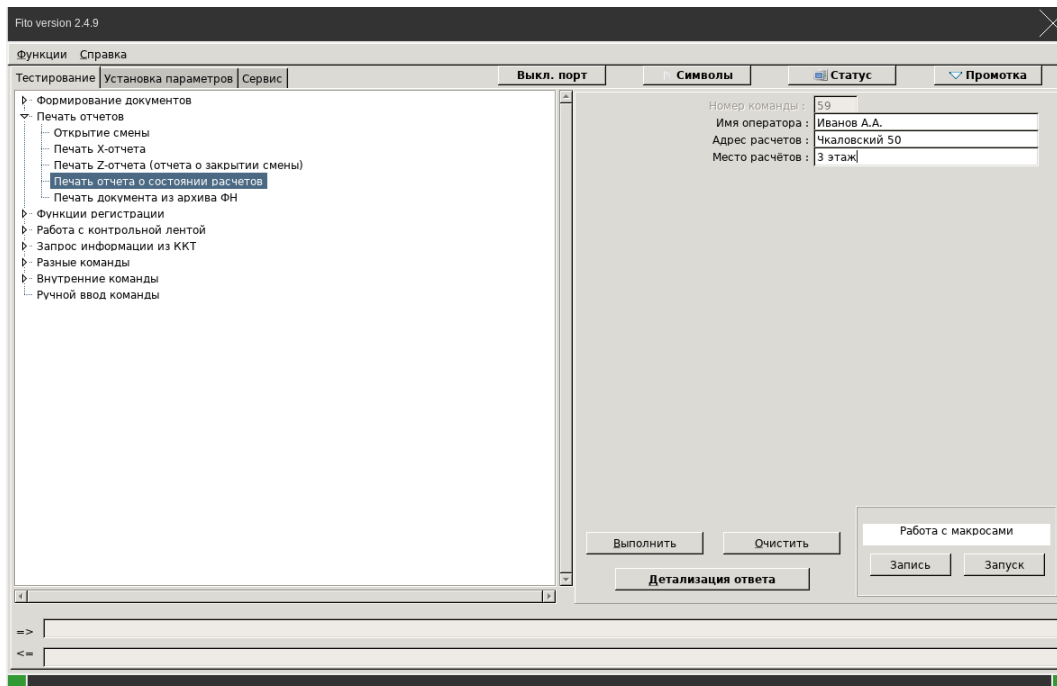 Fito version 2.4.9
Функции Справка
Тестирование Установка параметров Сервис Выкл. порт Символы Статус Промотка
Формирование документов
Печать отчетов
Открытие смены
Печать X-отчета
Печать Z-отчета (отчета о закрытии смены)
Печать отчета о состоянии расчетов
Печать документа из архива ФН
Функции регистрации
Работа с контрольной лентой
Запрос информации из ККТ
Разные команды
Внутренние команды
Ручной ввод команды
Номер команды : 59
Имя оператора : Иванов А.А.
Адрес расчетов : Чкаловский 50
Место расчётов : 3 этаж
Выполнить Очистить
Детализация ответа
Работа с макросами
Запись Запуск
=>
<=